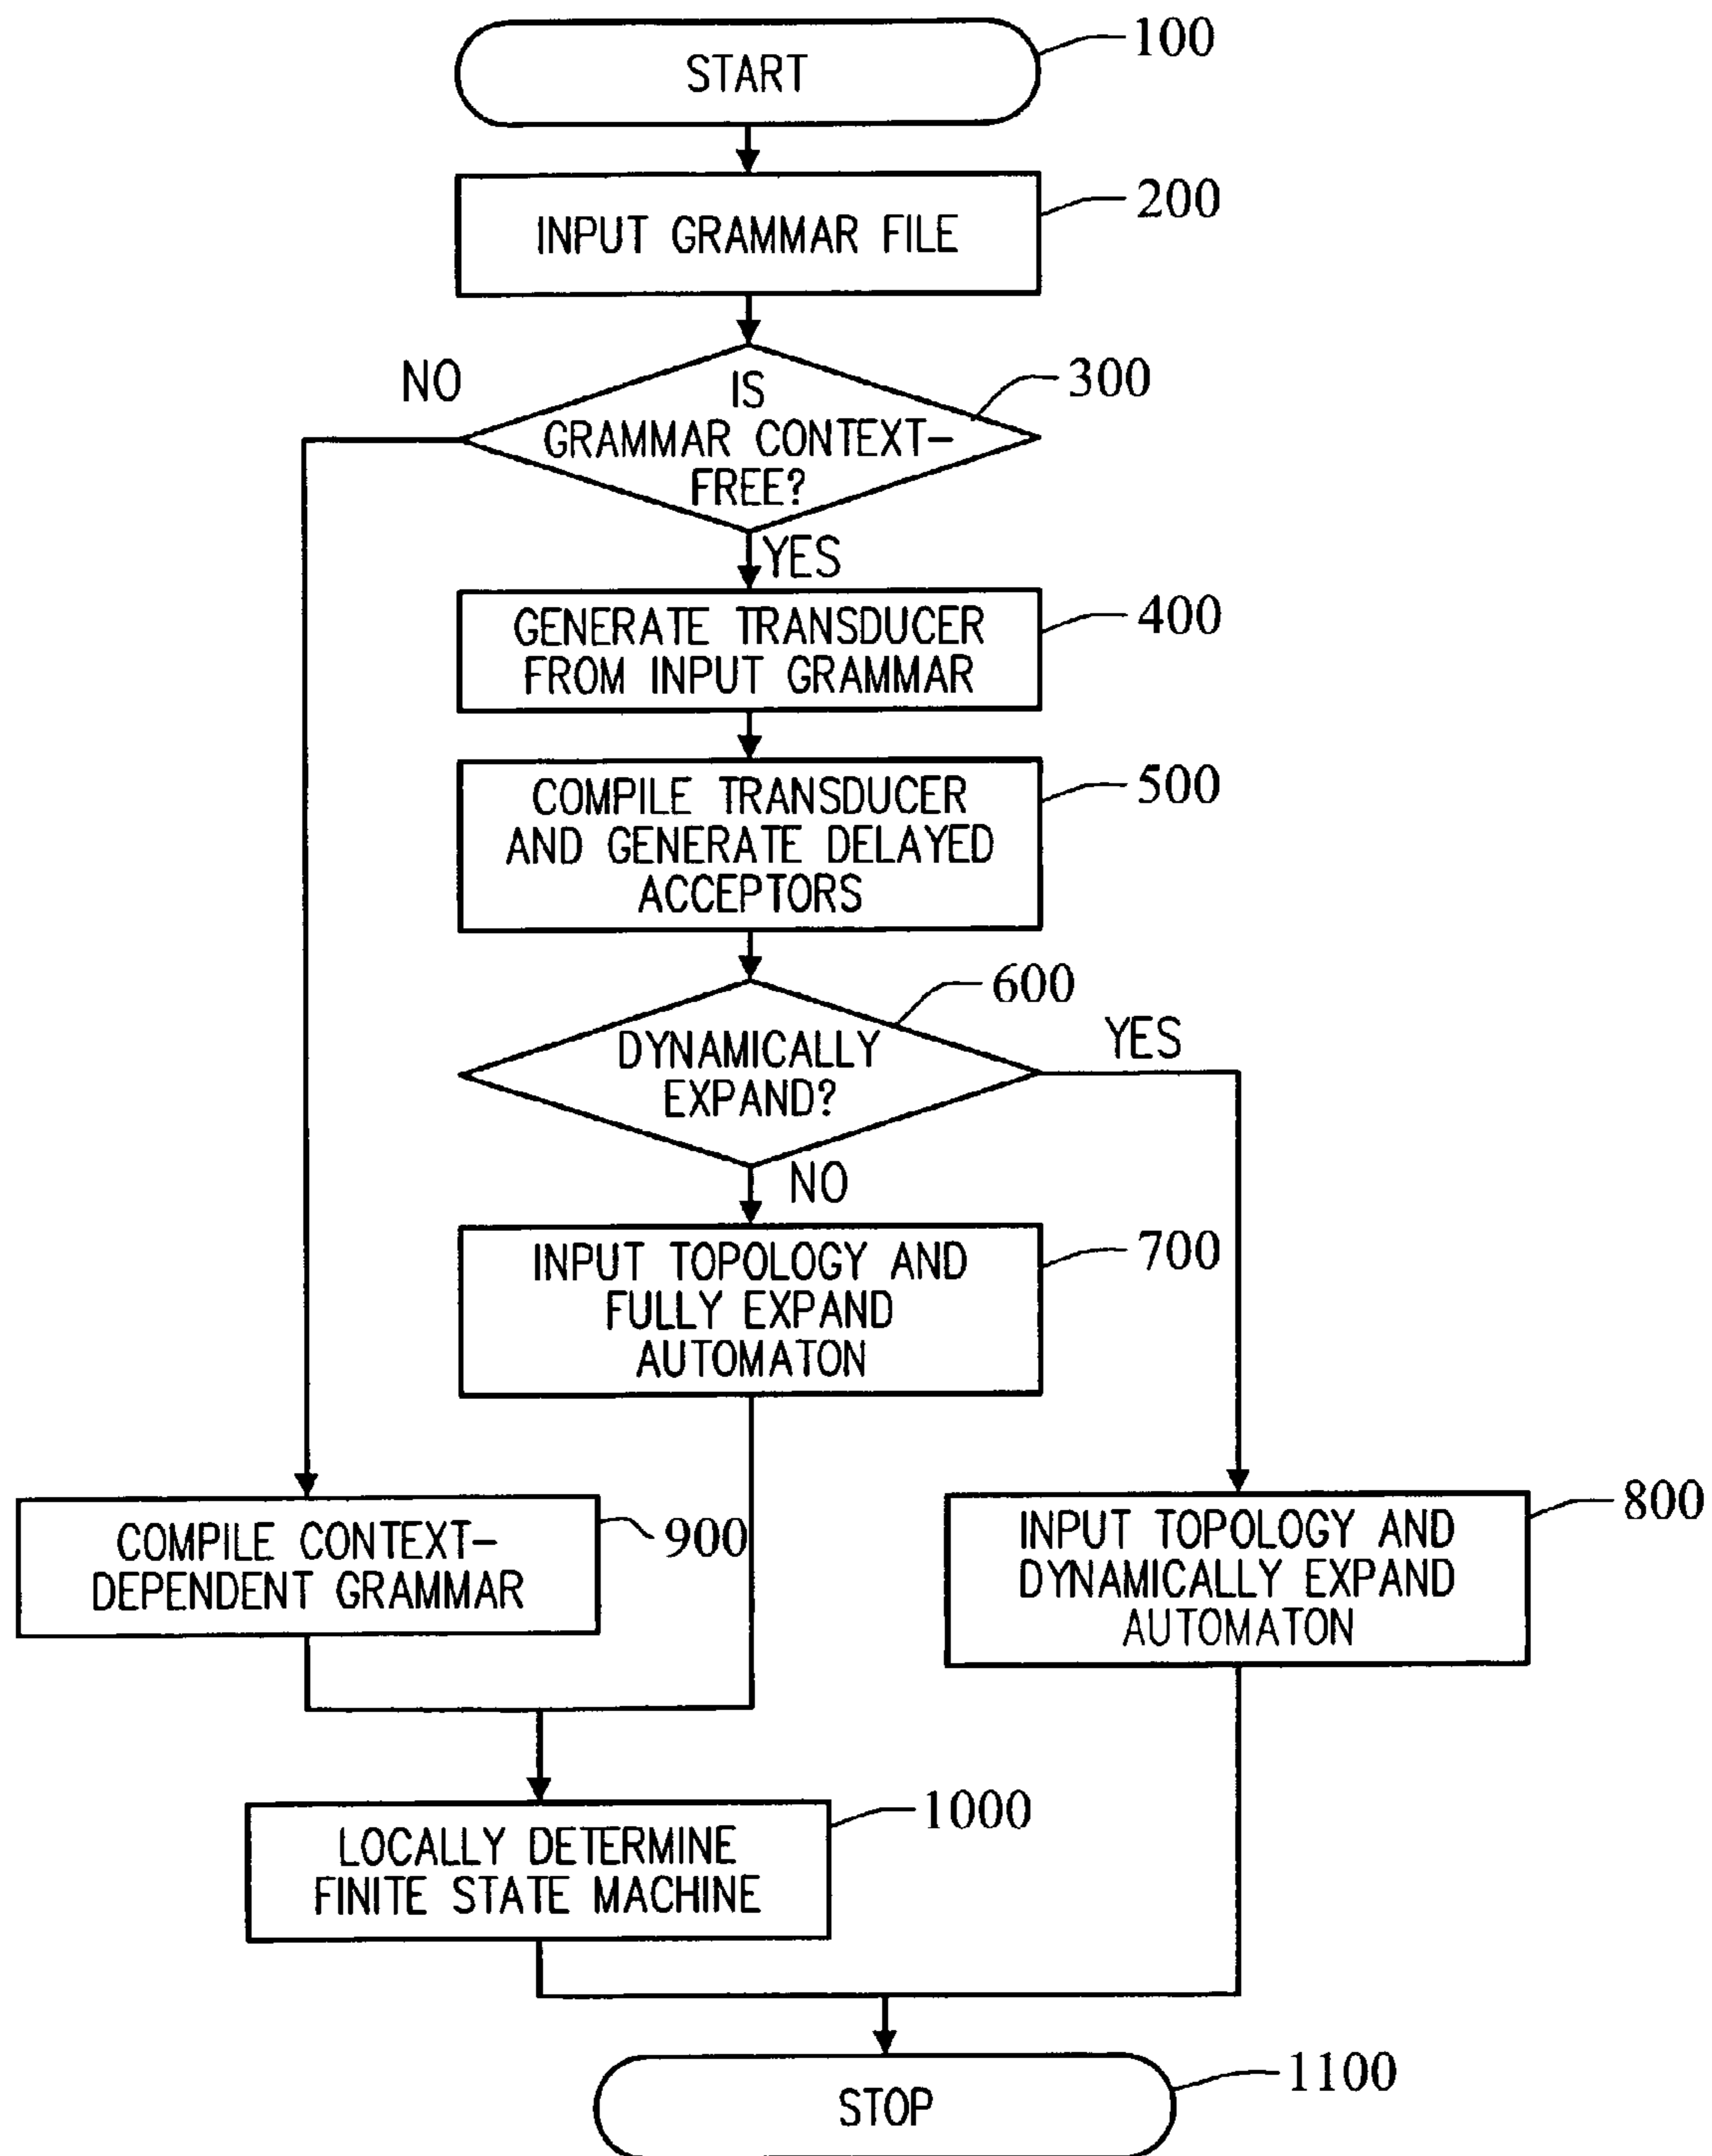 START
100
INPUT GRAMMAR FILE
200
NO
IS
GRAMMAR CONTEXT-
FREE?
300
YES
GENERATE TRANSDUCER
FROM INPUT GRAMMAR
400
COMPILE TRANSDUCER
AND GENERATE DELAYED
ACCEPTORS
500
600
DYNAMICALLY
EXPAND?
YES
NO
INPUT TOPOLOGY AND
FULLY EXPAND
AUTOMATON
700
COMPILE CONTEXT-
DEPENDENT GRAMMAR
900
INPUT TOPOLOGY AND
DYNAMICALLY EXPAND
AUTOMATON
800
LOCALLY DETERMINE
FINITE STATE MACHINE
1000
STOP
1100